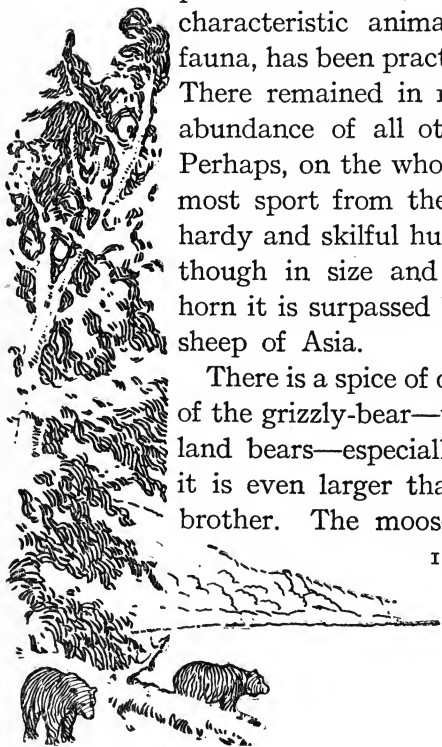 characteristic anima
fauna, has been pract
There remained in
abundance of all ot
Perhaps, on the who
most sport from the
hardy and skilful hu
though in size and
horn it is surpassed
sheep of Asia.
There is a spice of
of the grizzly-bear—
land bears—especiall
it is even larger tha
brother. The moos
1